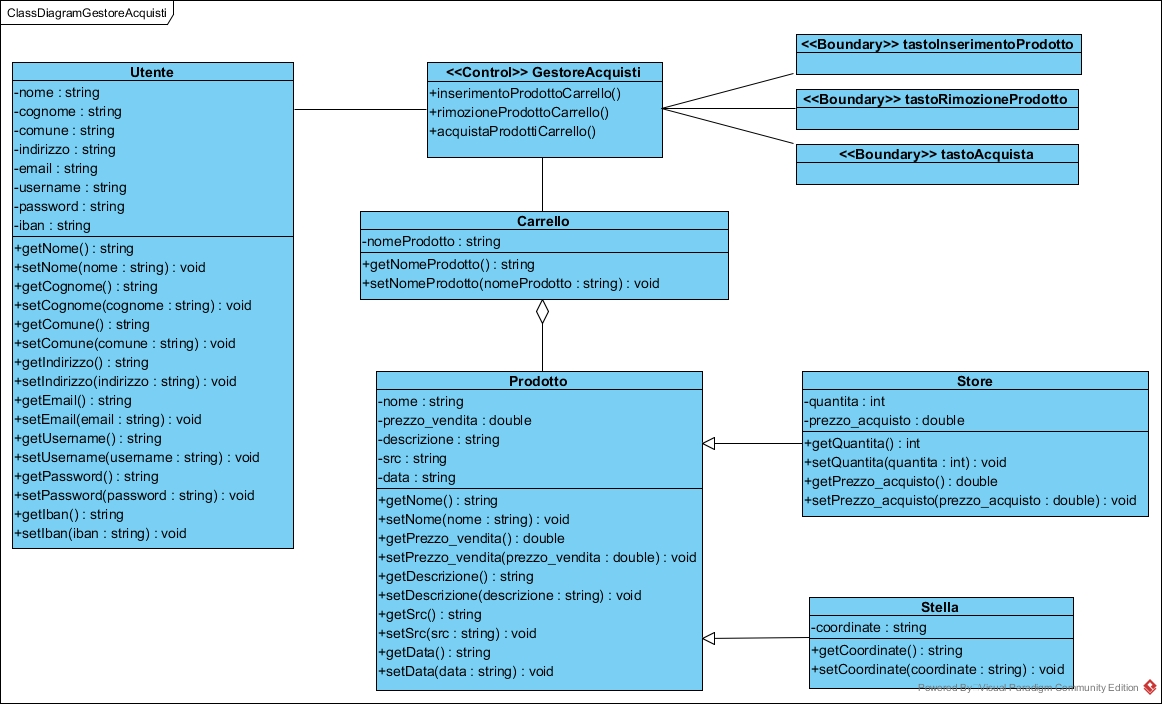 ClassDiagramGestoreAcquisti
Utente
-nome : string
-cognome : string
-comune : string
-indirizzo : string
-email : string
-username : string
-password : string
-iban : string
+getNome() : string
+setNome(nome : string) : void
+getCognome() : string
+setCognome(cognome : string) : void
+getComune() : string
+setComune(comune : string) : void
+getIndirizzo() : string
+setIndirizzo(indirizzo : string) : void
+getEmail() : string
+setEmail(email : string) : void
+getUsername() : string
+setUsername(username : string) : void
+getPassword() : string
+setPassword(password : string) : void
+getIban() : string
+setIban(iban : string) : void
<<Control>> GestoreAcquisti
+inserimentoProdottoCarrello()
+rimozioneProdottoCarrello()
+acquistaProdottiCarrello()
<<Boundary>> tastoInserimentoProdotto
<<Boundary>> tastoRimozioneProdotto
<<Boundary>> tastoAcquista
Carrello
-nomeProdotto : string
+getNomeProdotto() : string
+setNomeProdotto(nomeProdotto : string) : void
Prodotto
-nome : string
-prezzo_vendita : double
-descrizione : string
-src : string
-data : string
+getNome() : string
+setNome(nome : string) : void
+getPrezzo_vendita() : double
+setPrezzo_vendita(prezzo_vendita : double) : void
+getDescrizione() : string
+setDescrizione(descrizione : string) : void
+getSrc() : string
+setSrc(src : string) : void
+getData() : string
+setData(data : string) : void
Store
-quantita : int
-prezzo_acquisto : double
+getQuantita() : int
+setQuantita(quantita : int) : void
+getPrezzo_acquisto() : double
+setPrezzo_acquisto(prezzo_acquisto : double) : void
Stella
-coordinate : string
+getCoordinate() : string
+setCoordinate(coordinate : string) : void
Powered By Visual Paradigm Community Edition